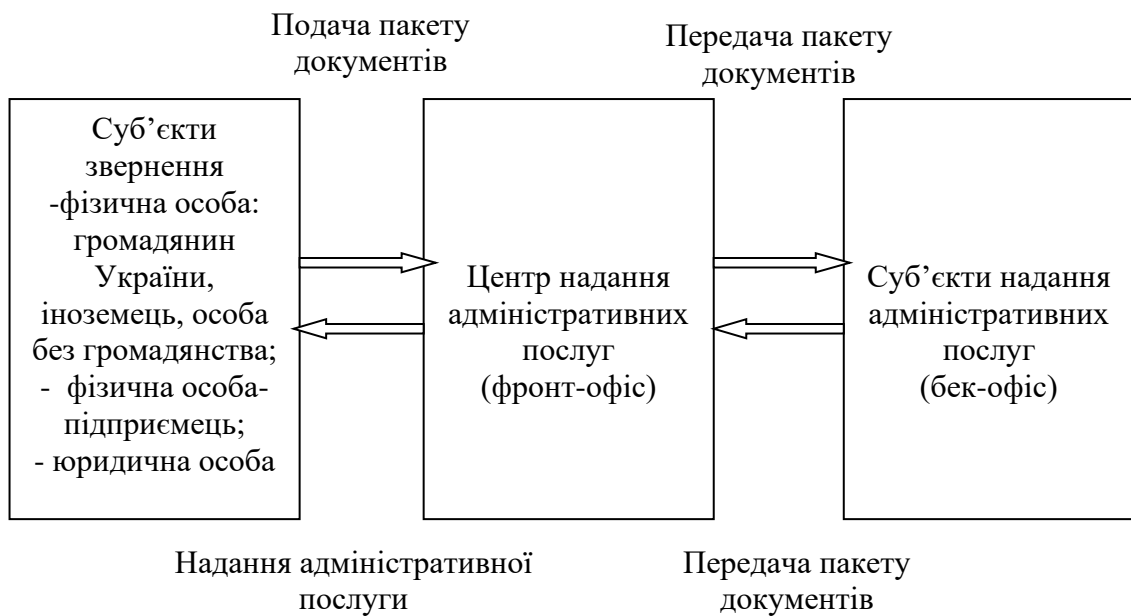 Подача пакету
документів
Передача пакету
документів
Суб’єкти
звернення
-фізична особа:
громадянин
України,
іноземець, особа
без громадянства;
- фізична особа-
підприємець;
- юридична особа
Центр надання
адміністративних
послуг
(фронт-офіс)
Суб’єкти надання
адміністративних
послуг
(бек-офіс)
Надання адміністративної
послуги
Передача пакету
документів